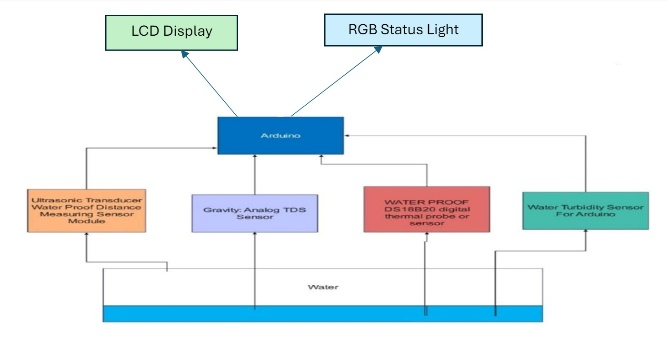 LCD Display
RGB Status Light
Arduino
Ultrasonic Transducer
Water Proof Distance
Measuring Sensor
Module
Gravity: Analog TDS
Sensor
WATER PROOF
DS18B20 digital
thermal probe or
sensor
Water Turbidity Sensor
For Arduino
Water